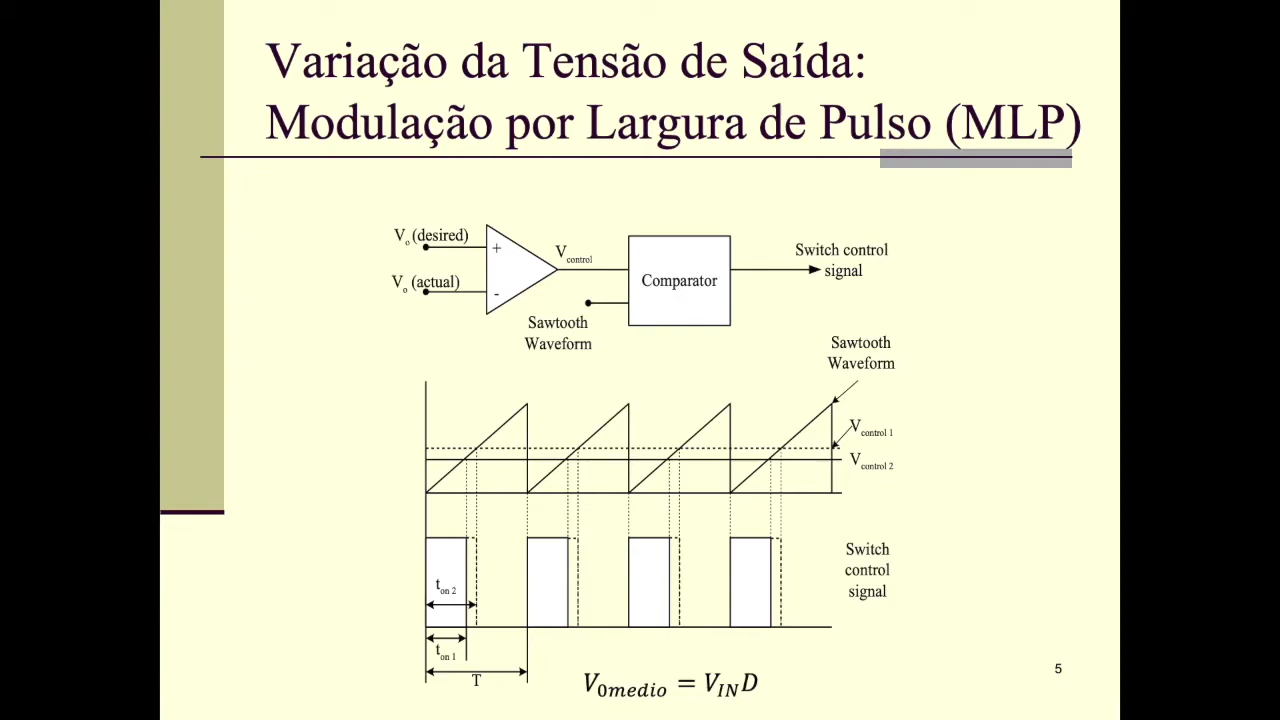 Variação da Tensão de Saída:
Modulação por Largura de Pulso (MLP)
Vo (desired)
+
Vcontrol
Vo (actual)
-
Comparator
Switch control
signal
Sawtooth
Waveform
Sawtooth
Waveform
Vcontrol 1
Vcontrol 2
Switch
control
signal
ton 2
ton 1
T
V0medio = VIN D
5